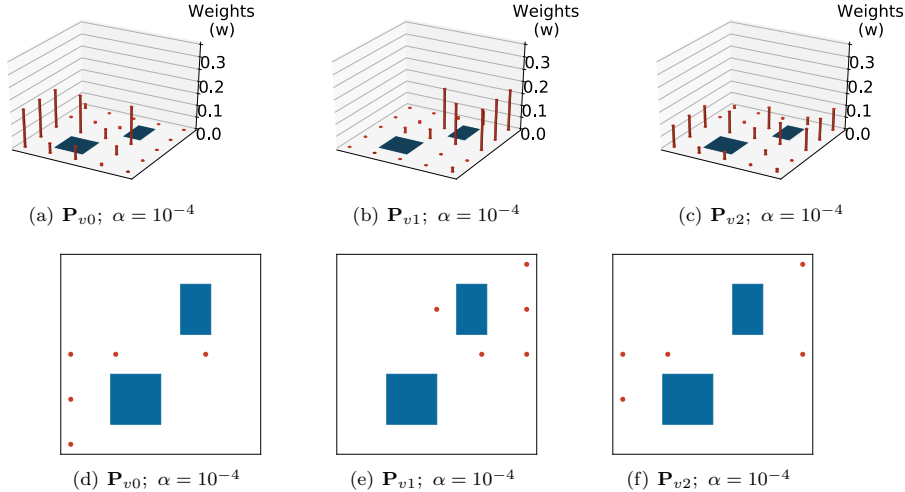 Weights
(w)
0.3
0.2
0.1
0.0
Weights
(w)
0.3
0.2
0.1
0.0
Weights
(w)
0.3
0.2
0.1
0.0
(a) P_{v0}; α = 10^{-4}
(b) P_{v1}; α = 10^{-4}
(c) P_{v2}; α = 10^{-4}
(d) P_{v0}; α = 10^{-4}
(e) P_{v1}; α = 10^{-4}
(f) P_{v2}; α = 10^{-4}